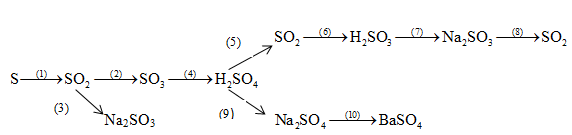 (5) SO₂ —(6)→ H₂SO₃ —(7)→ Na₂SO₃ —(8)→ SO₂
S —(1)→ SO₂ —(2)→ SO₃ —(4)→ H₂SO₄
(3) Na₂SO₃ (9) Na₂SO₄ —(10)→ BaSO₄